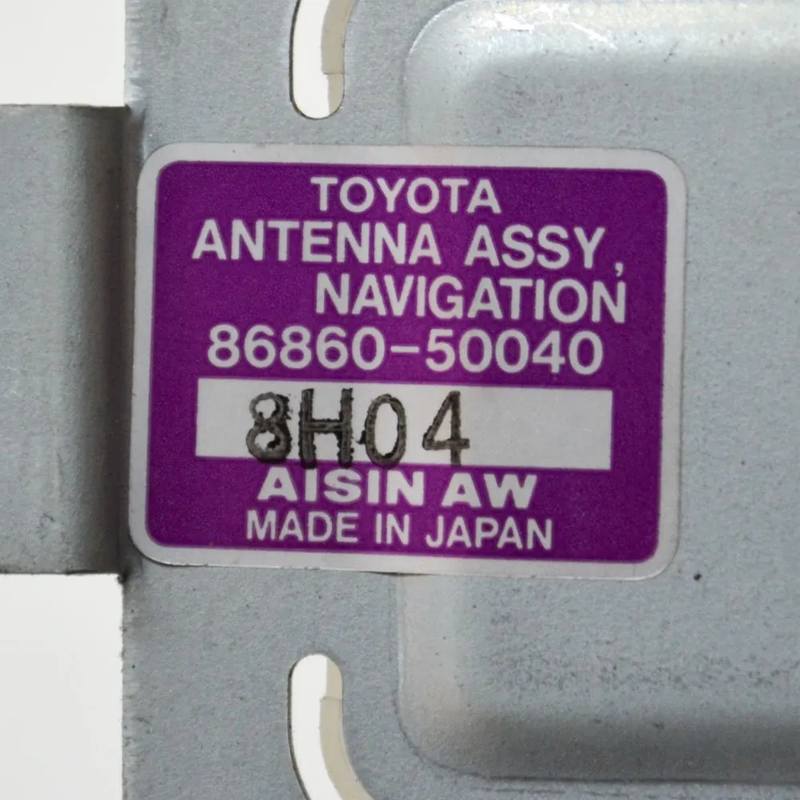 TOYOTA
ANTENNA ASSY,
NAVIGATION
86860-50040
8H04
AISIN AW
MADE IN JAPAN